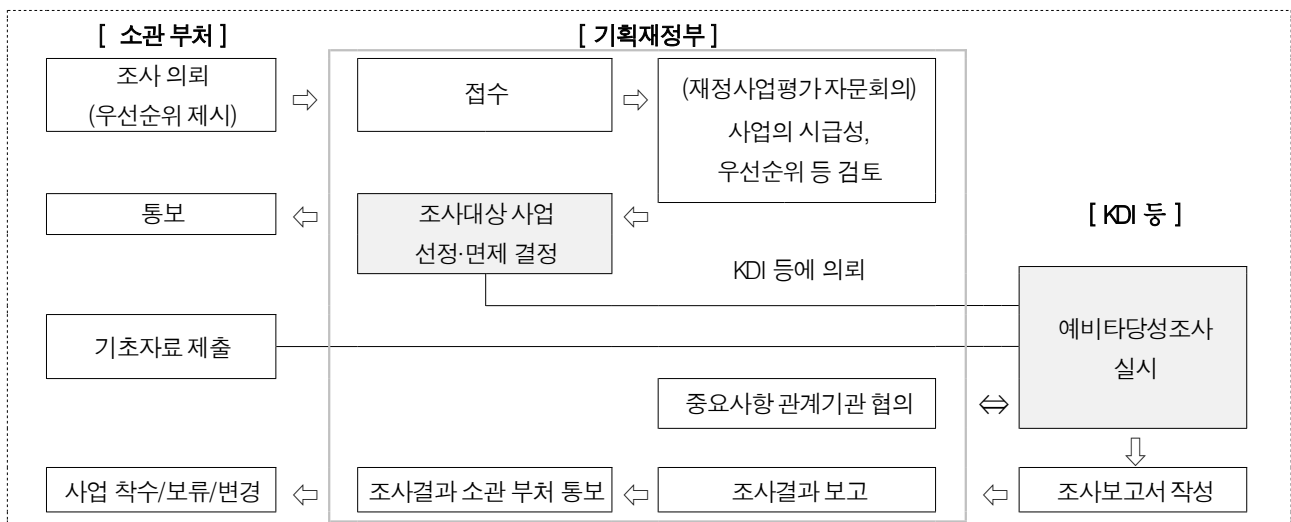 [ 소관 부처 ]
[ 기획재정부 ]
조사 의뢰
(우선순위 제시)
⇨
접수
⇨
(재정사업평가 자문회의)
사업의 시급성,
우선순위 등 검토
통보
⇦
조사대상 사업
선정·면제 결정
⇦
[ KDI 등 ]
KDI 등에 의뢰
기초자료 제출
예비타당성조사
실시
중요사항 관계기관 협의
⇔
⇩
사업 착수/보류/변경
⇦
조사결과 소관 부처 통보
⇦
조사결과 보고
⇦
조사보고서 작성